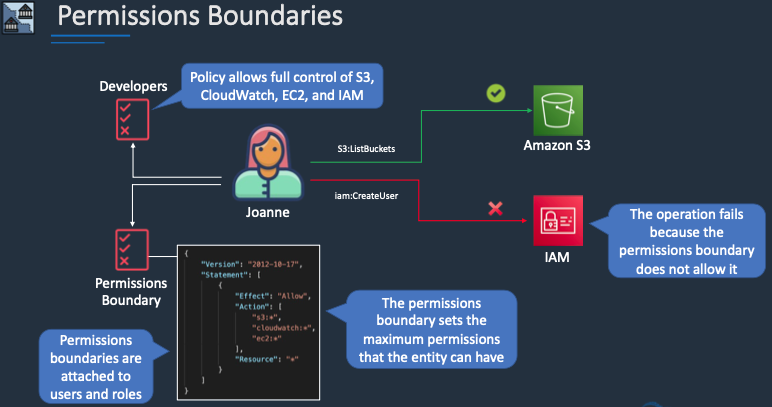 Permissions Boundaries
Developers
Policy allows full control of S3,
CloudWatch, EC2, and IAM
S3:ListBuckets
Amazon S3
Joanne
iam:CreateUser
IAM
The operation fails
because the
permissions boundary
does not allow it
Permissions
Boundary
{
"Version": "2012-10-17",
"Statement": [
{
"Effect": "Allow",
"Action": [
"s3:*",
"cloudwatch:*",
"ec2:*"
],
"Resource": "*"
}
]
}
The permissions
boundary sets the
maximum permissions
that the entity can have
Permissions
boundaries are
attached to
users and roles